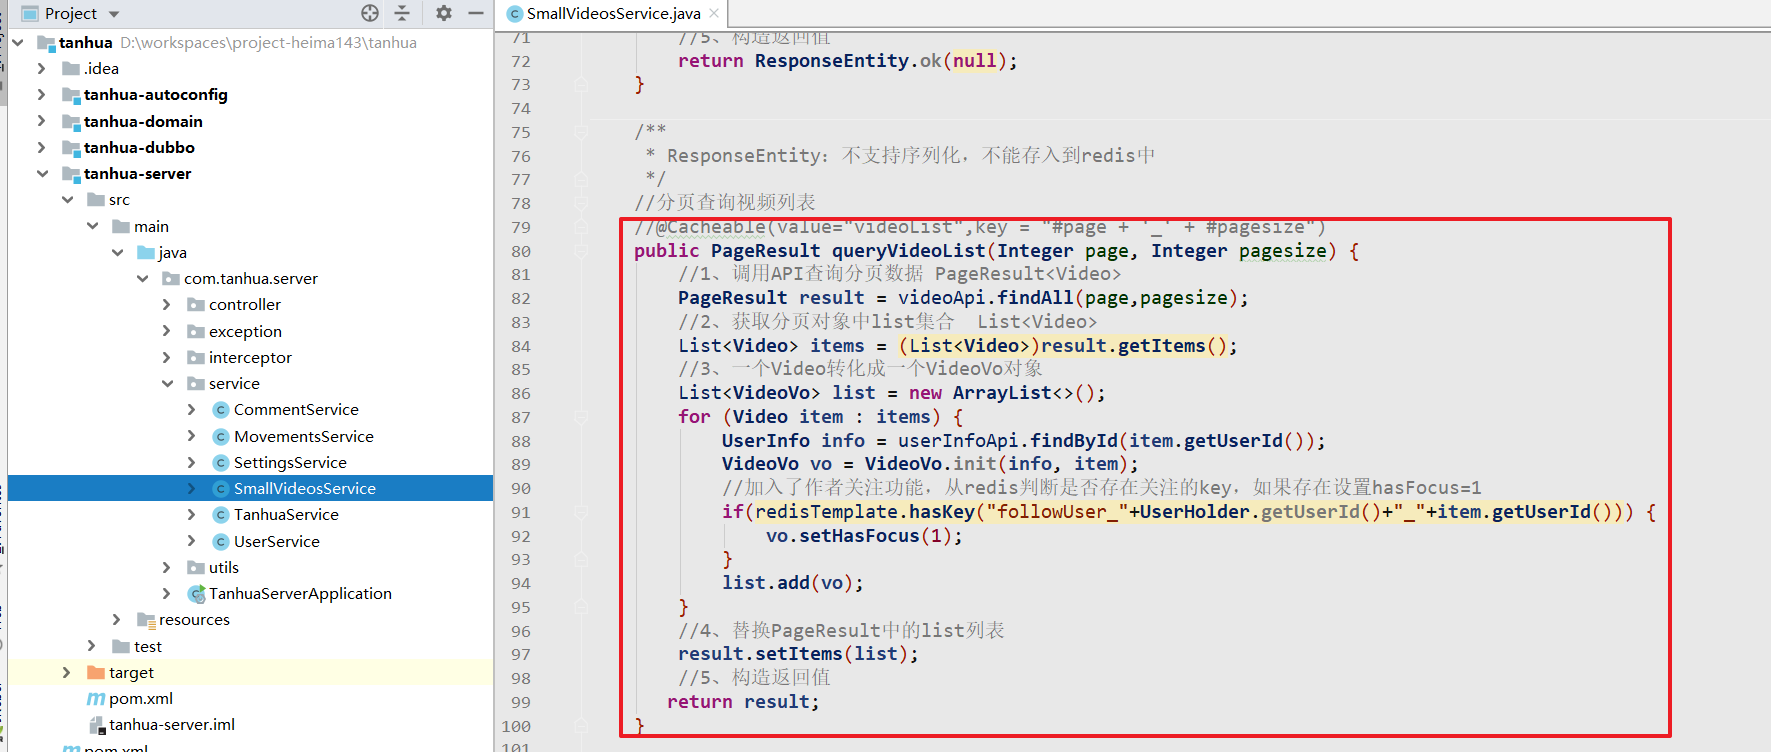 Project
tanhua D:\workspaces\project-heima143\tanhua
.idea
tanhua-autoconfig
tanhua-domain
tanhua-dubbo
tanhua-server
src
main
java
com.tanhua.server
controller
exception
interceptor
service
CommentService
MovementsService
SettingsService
SmallVideosService
TanhuaService
UserService
utils
TanhuaServerApplication
resources
test
target
pom.xml
tanhua-server.iml
pom.xml
SmallVideosService.java
71 //5、构造返回值
72 return ResponseEntity.ok(null);
73 }
74
75 /**
76 * ResponseEntity: 不支持序列化, 不能存入到redis中
77 */
78 //分页查询视频列表
79 //@Cacheable(value="videoList",key = "#page + '_' + #pagesize")
80 public PageResult queryVideoList(Integer page, Integer pagesize) {
81 //1、调用API查询分页数据 PageResult<Video>
82 PageResult result = videoApi.findAll(page,pagesize);
83 //2、获取分页对象中list集合  List<Video>
84 List<Video> items = (List<Video>)result.getItems();
85 //3、一个Video转化成一个VideoVo对象
86 List<VideoVo> list = new ArrayList<>();
87 for (Video item : items) {
88 UserInfo info = userInfoApi.findById(item.getUserId());
89 VideoVo vo = VideoVo.init(info, item);
90 //加入了作者关注功能, 从redis判断是否存在关注的key, 如果存在设置hasFocus=1
91 if(redisTemplate.hasKey("followUser_"+UserHolder.getUserId()+"_"+item.getUserId())) {
92 vo.setHasFocus(1);
93 }
94 list.add(vo);
95 }
96 //4、替换PageResult中的list列表
97 result.setItems(list);
98 //5、构造返回值
99 return result;
100 }
101